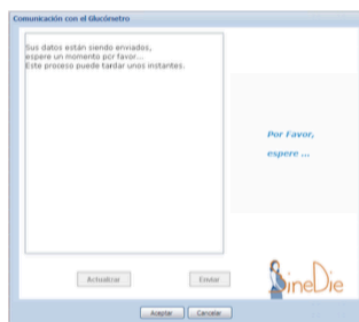 Comunicación con el Glucómetro
Sus datos están siendo enviados,
espere un momento por favor...
Este proceso puede tardar unos instantes.
Por Favor,
espere ...
Actualizar
Enviar
SineDie
Aceptar
Cancelar